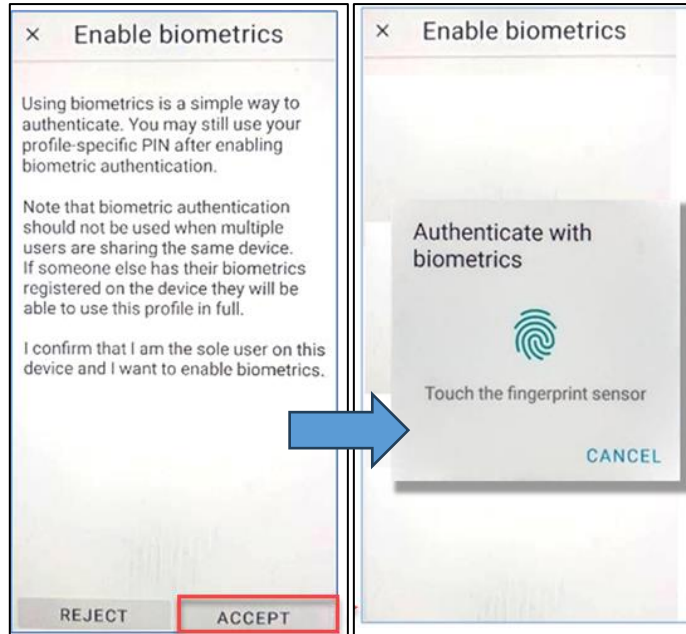 × Enable biometrics
Using biometrics is a simple way to
authenticate. You may still use your
profile-specific PIN after enabling
biometric authentication.
Note that biometric authentication
should not be used when multiple
users are sharing the same device.
If someone else has their biometrics
registered on the device they will be
able to use this profile in full.
I confirm that I am the sole user on this
device and I want to enable biometrics.
REJECT ACCEPT
× Enable biometrics
Authenticate with
biometrics
Touch the fingerprint sensor
CANCEL